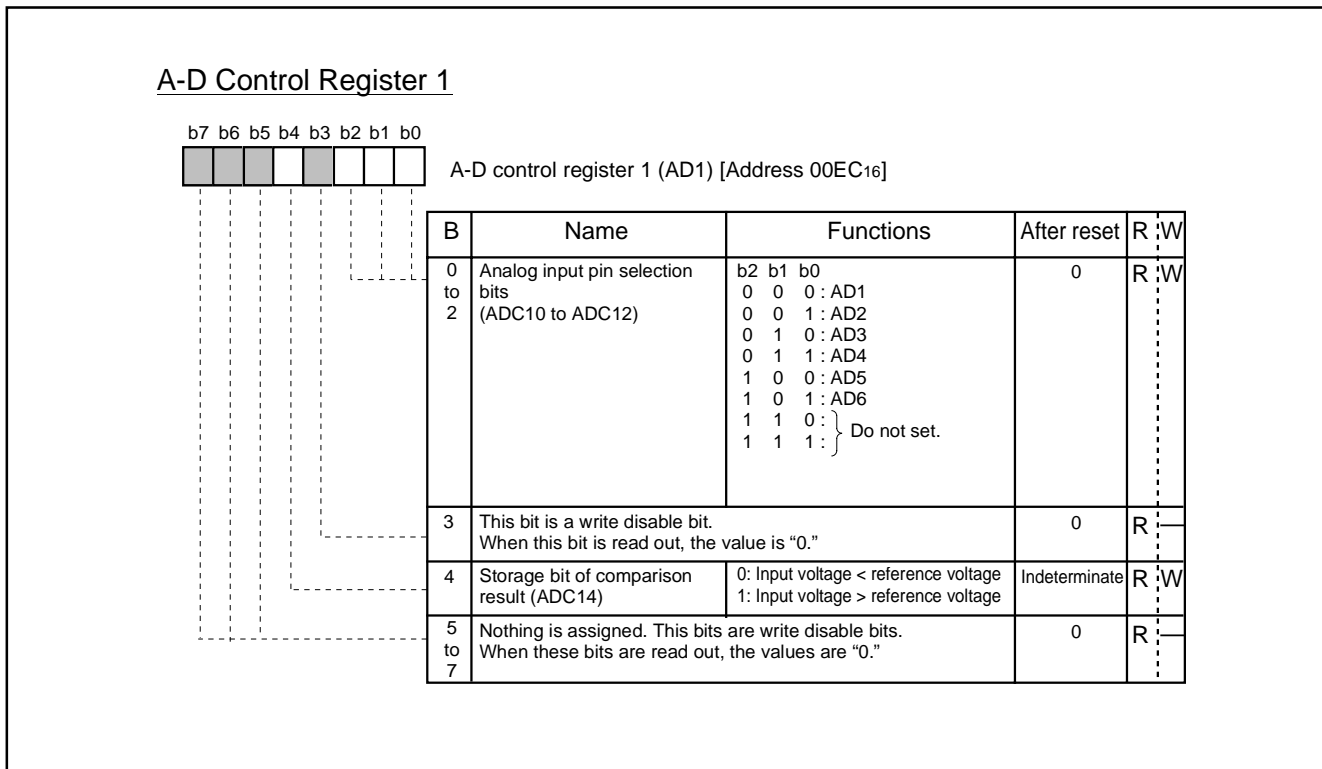 A-D Control Register 1
b7 b6 b5 b4 b3 b2 b1 b0
A-D control register 1 (AD1) [Address 00EC16]
B Name Functions After reset R W
0 to 2 Analog input pin selection bits (ADC10 to ADC12) b2 b1 b0 0 R W
0 0 0 : AD1
0 0 1 : AD2
0 1 0 : AD3
0 1 1 : AD4
1 0 0 : AD5
1 0 1 : AD6
1 1 0 :
1 1 1 : Do not set.
3 This bit is a write disable bit. 0 R —
When this bit is read out, the value is “0.”
4 Storage bit of comparison result (ADC14) 0: Input voltage < reference voltage Indeterminate R W
1: Input voltage > reference voltage
5 to 7 Nothing is assigned. This bits are write disable bits. 0 R —
When these bits are read out, the values are “0.”